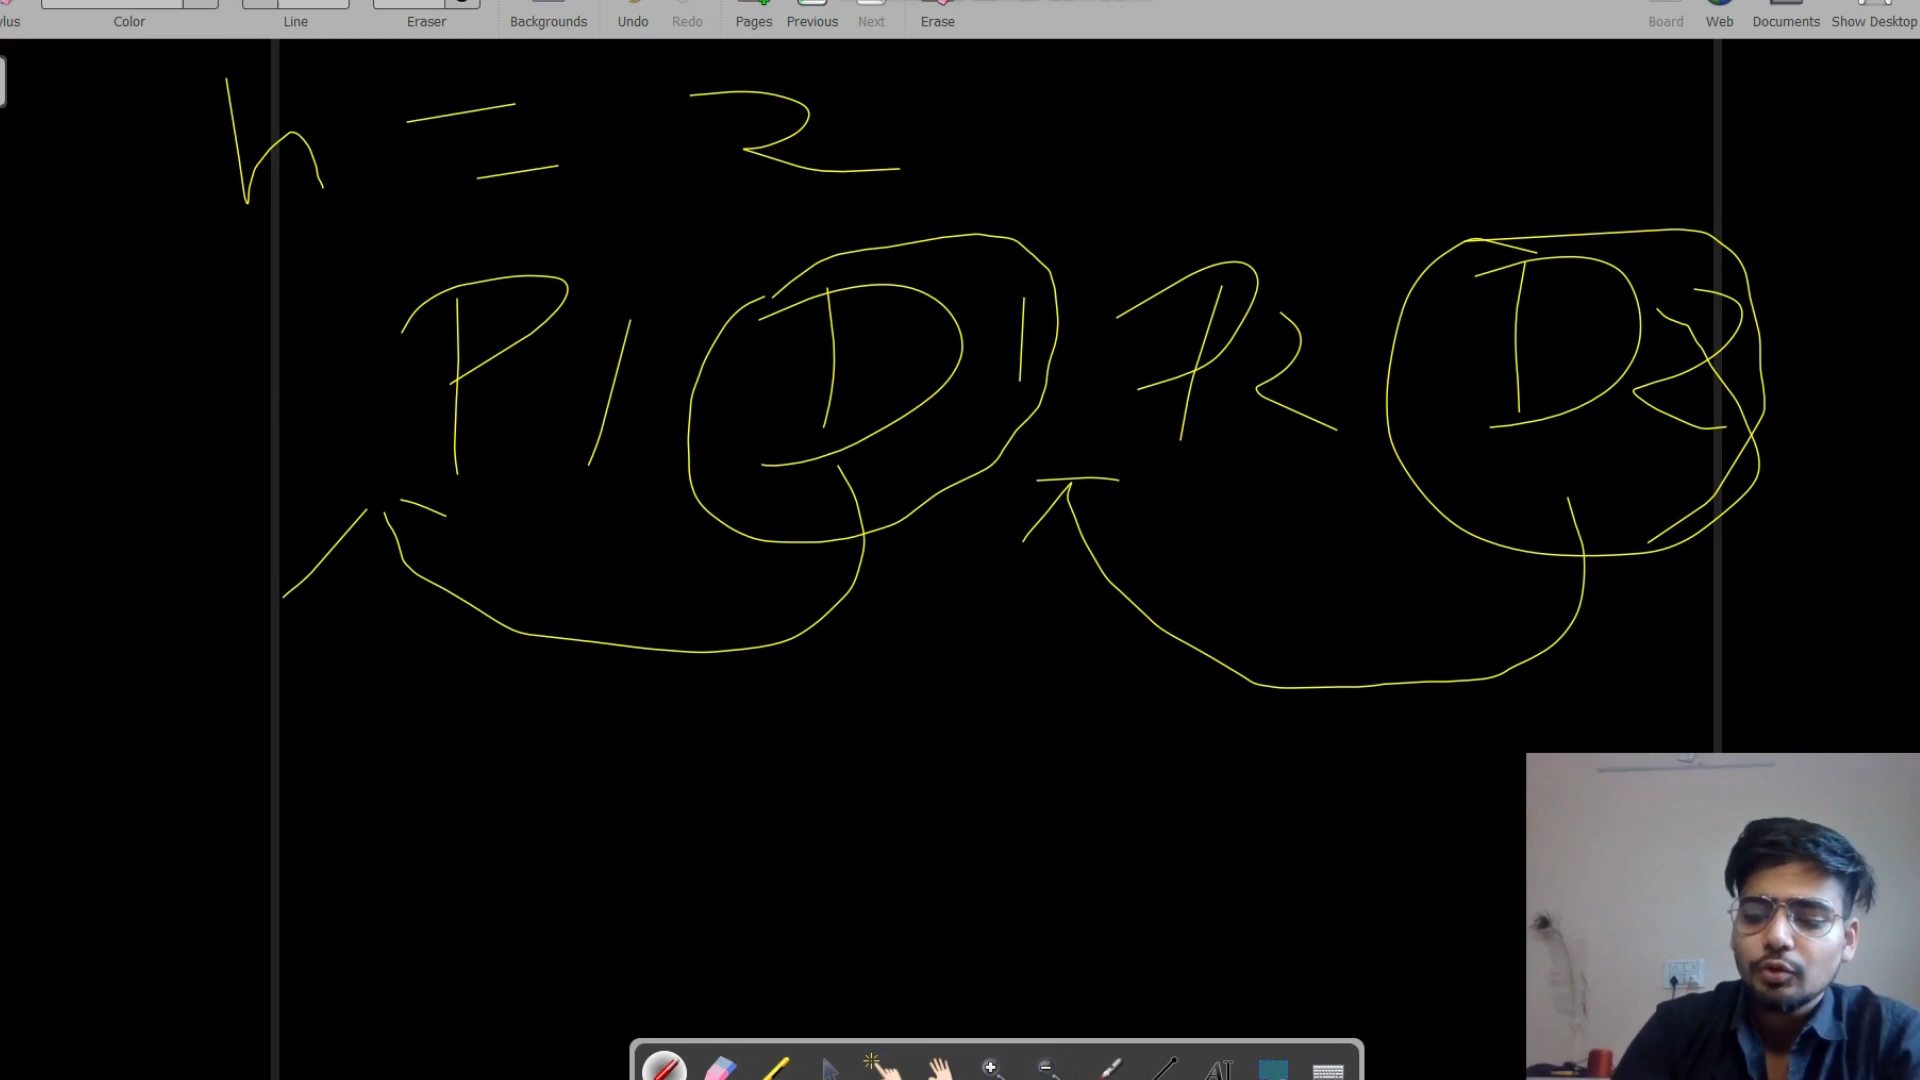 ylus Color Line Eraser Backgrounds Undo Redo Pages Previous Next Erase Board Web Documents Show Desktop
n = 2
P1 D1 P2 D2